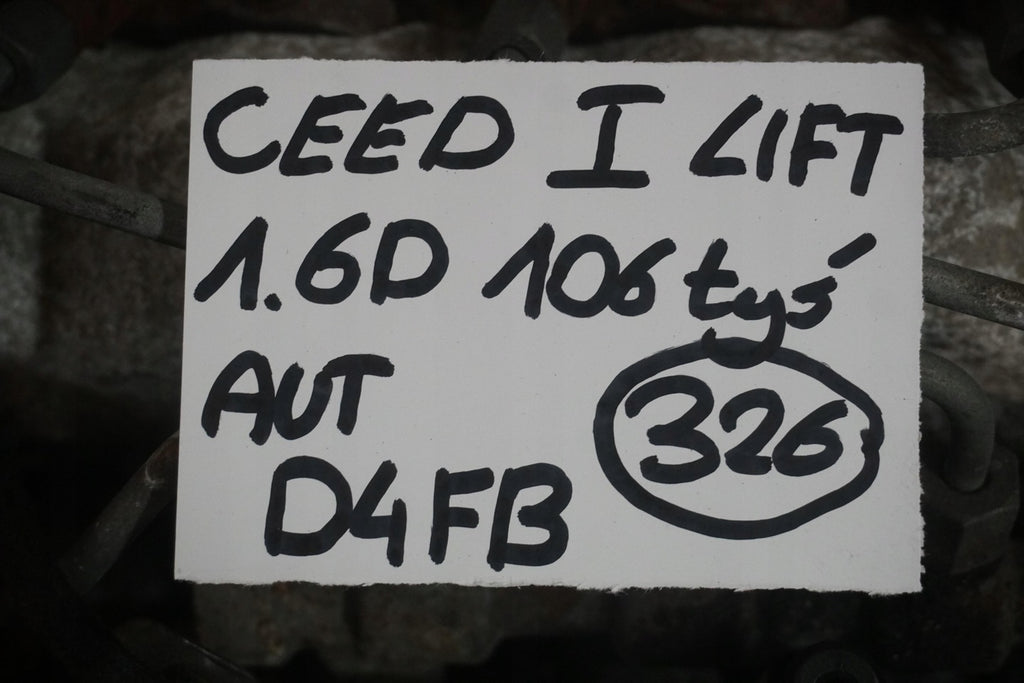 CEED I LIFT
1.6D 106 tyś
AUT
326
D4FB